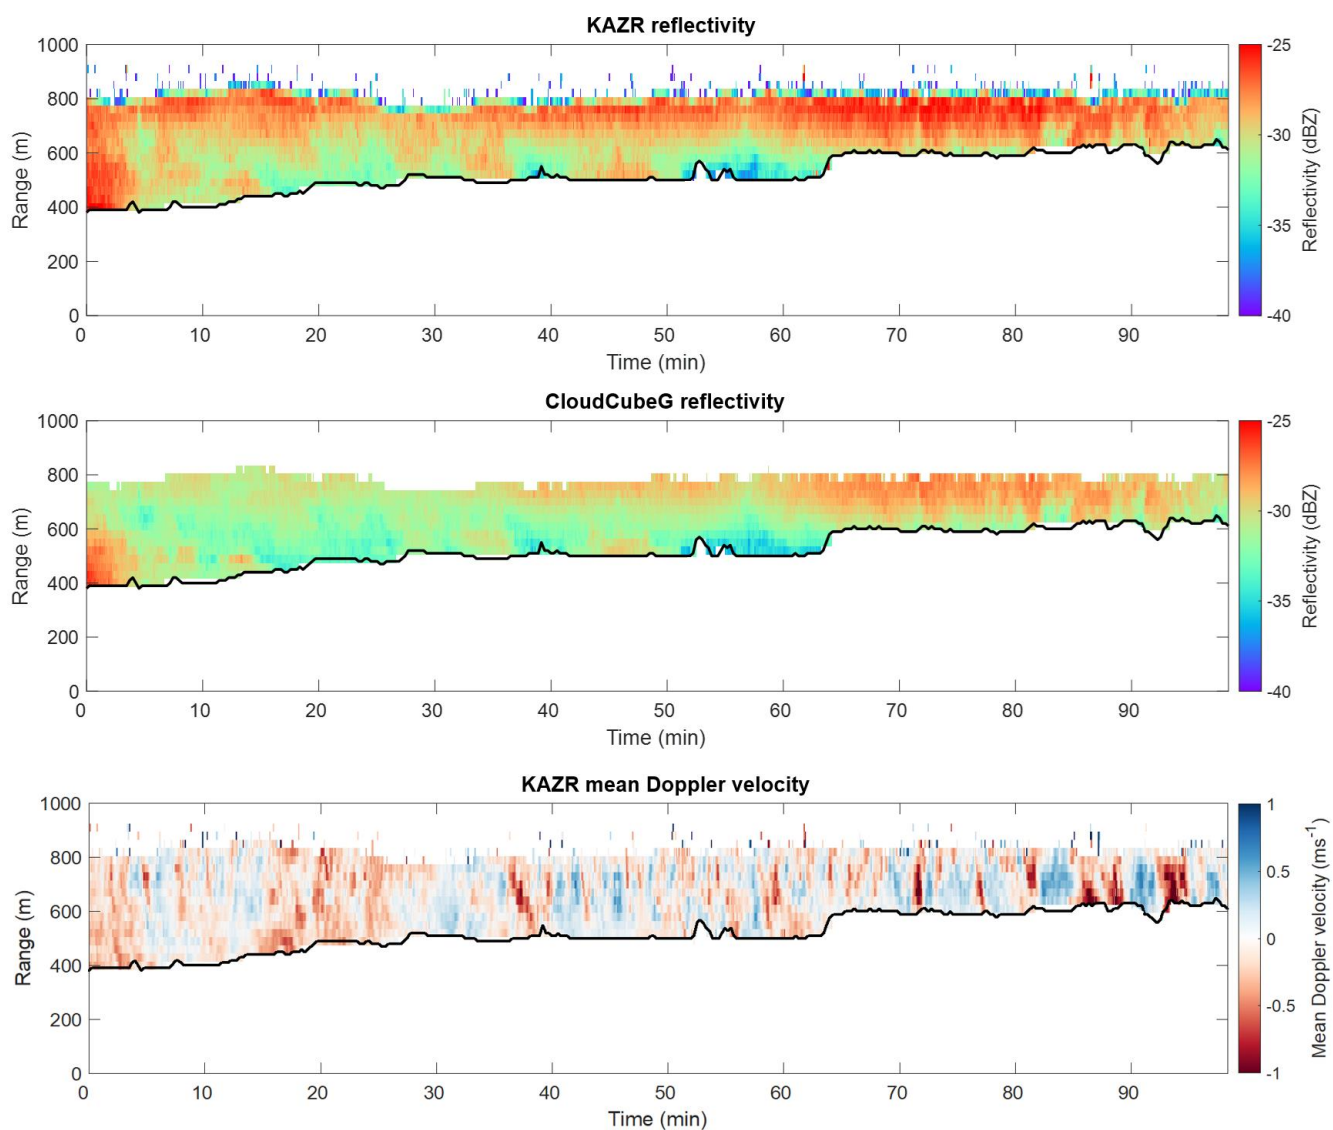 KAZR reflectivity
1000
800
600
400
200
0
Range (m)
0 10 20 30 40 50 60 70 80 90
Time (min)
-25
-30
-35
-40
Reflectivity (dBZ)
CloudCubeG reflectivity
1000
800
600
400
200
0
Range (m)
0 10 20 30 40 50 60 70 80 90
Time (min)
-25
-30
-35
-40
Reflectivity (dBZ)
KAZR mean Doppler velocity
1000
800
600
400
200
0
Range (m)
0 10 20 30 40 50 60 70 80 90
Time (min)
1
0.5
0
-0.5
-1
Mean Doppler velocity (ms⁻¹)